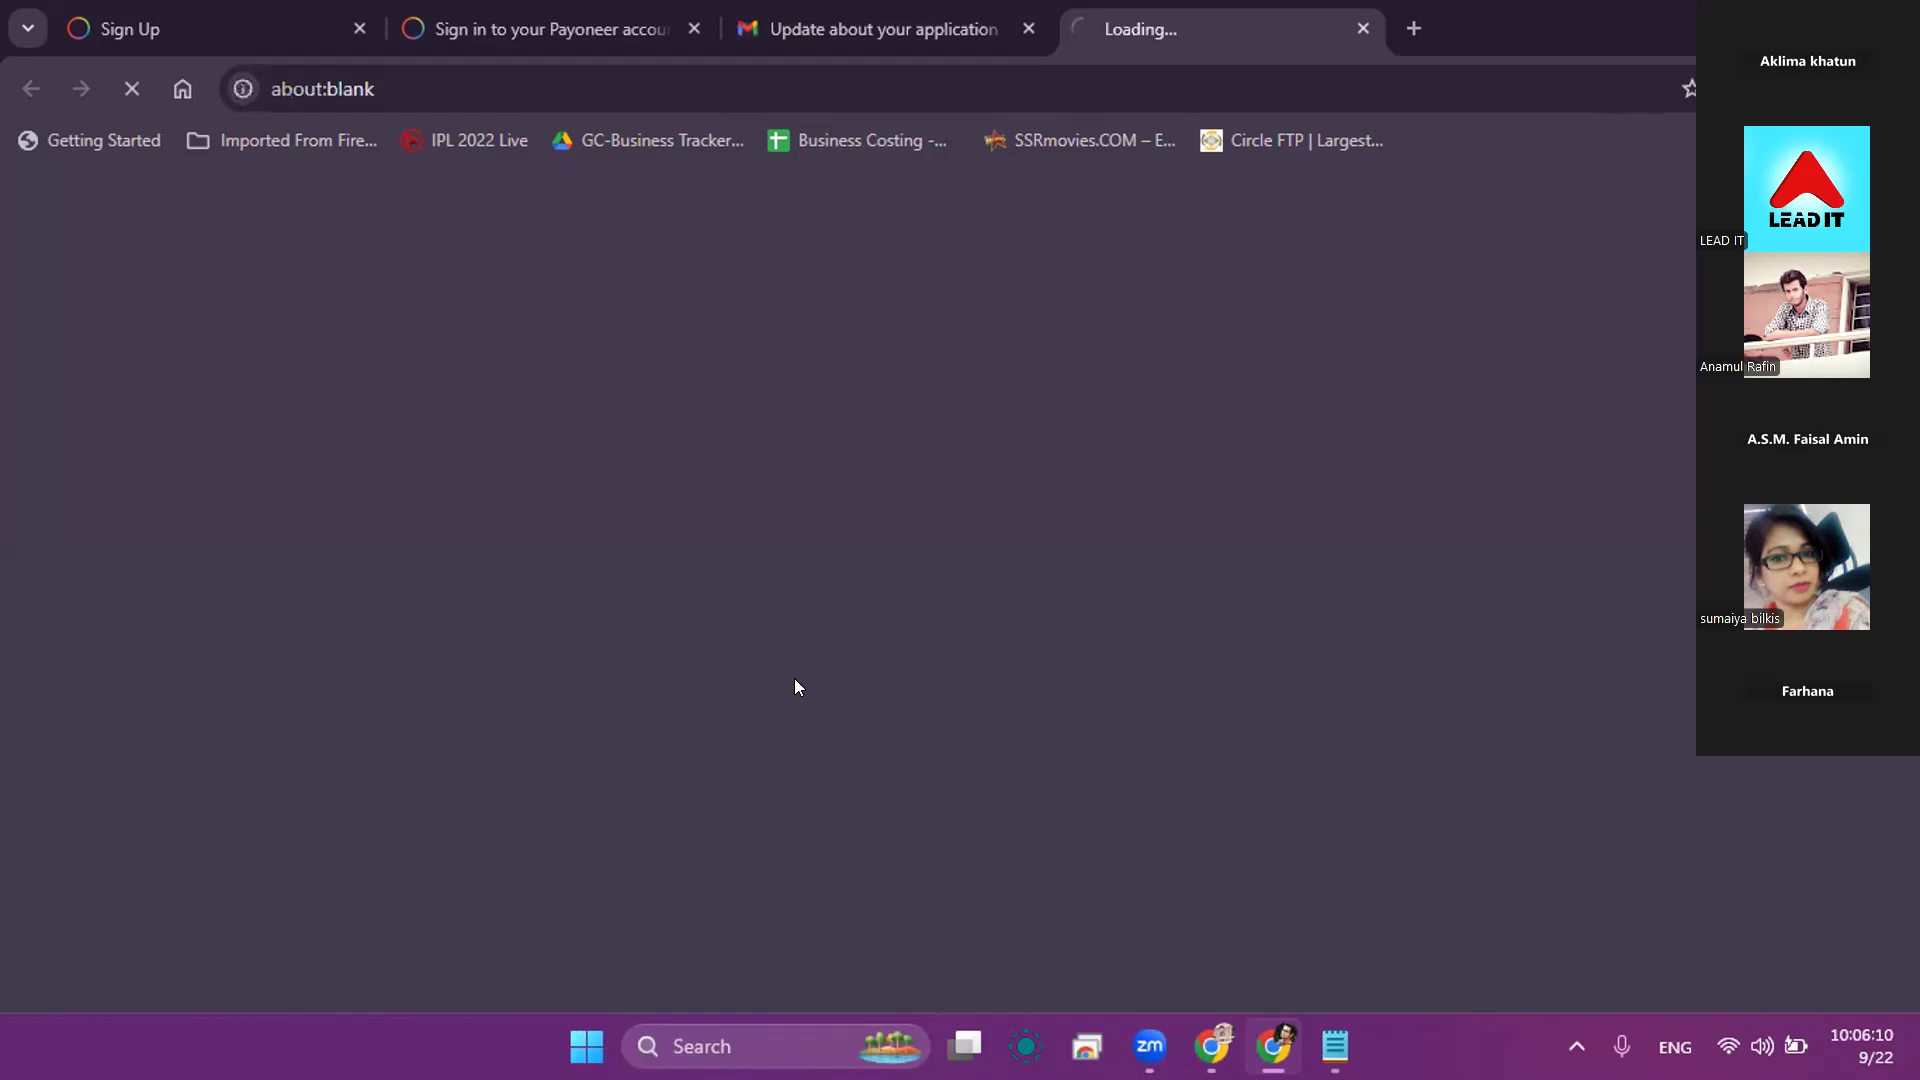 Sign Up
Sign in to your Payoneer accou
Update about your application
Loading...
about:blank
Getting Started
Imported From Fire...
IPL 2022 Live
GC-Business Tracker...
Business Costing -...
SSRmovies.COM – E...
Circle FTP | Largest...
Aklima khatun
LEAD IT
LEAD IT
Anamul Rafin
A.S.M. Faisal Amin
sumaiya bilkis
Farhana
Search
zm
ENG
10:06:10
9/22